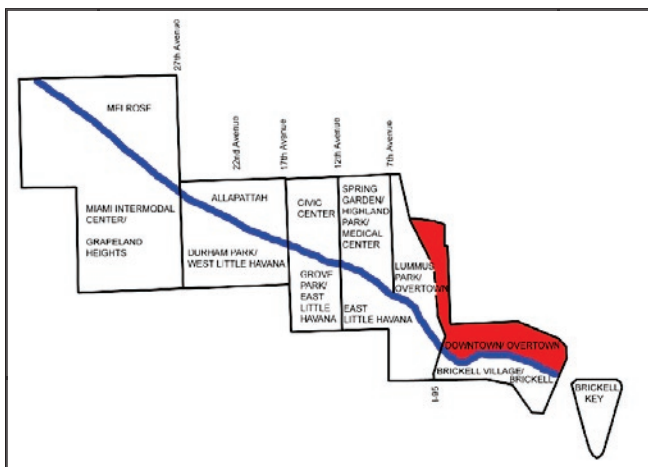 27th Avenue
MELROSE
22nd Avenue
17th Avenue
12th Avenue
7th Avenue
MIAMI INTERMODAL
CENTER/
GRAPELAND
HEIGHTS
ALLAPATTAH
DURHAM PARK/
WEST LITTLE HAVANA
CIVIC
CENTER
GROVE
PARK/
EAST
LITTLE
HAVANA
SPRING
GARDEN/
HIGHLAND
PARK/
MEDICAL
CENTER
EAST
LITTLE HAVANA
LUMMUS
PARK/
OVERTOWN
DOWNTOWN/ OVERTOWN
BRICKELL VILLAGE/
BRICKELL
I-95
BRICKELL
KEY